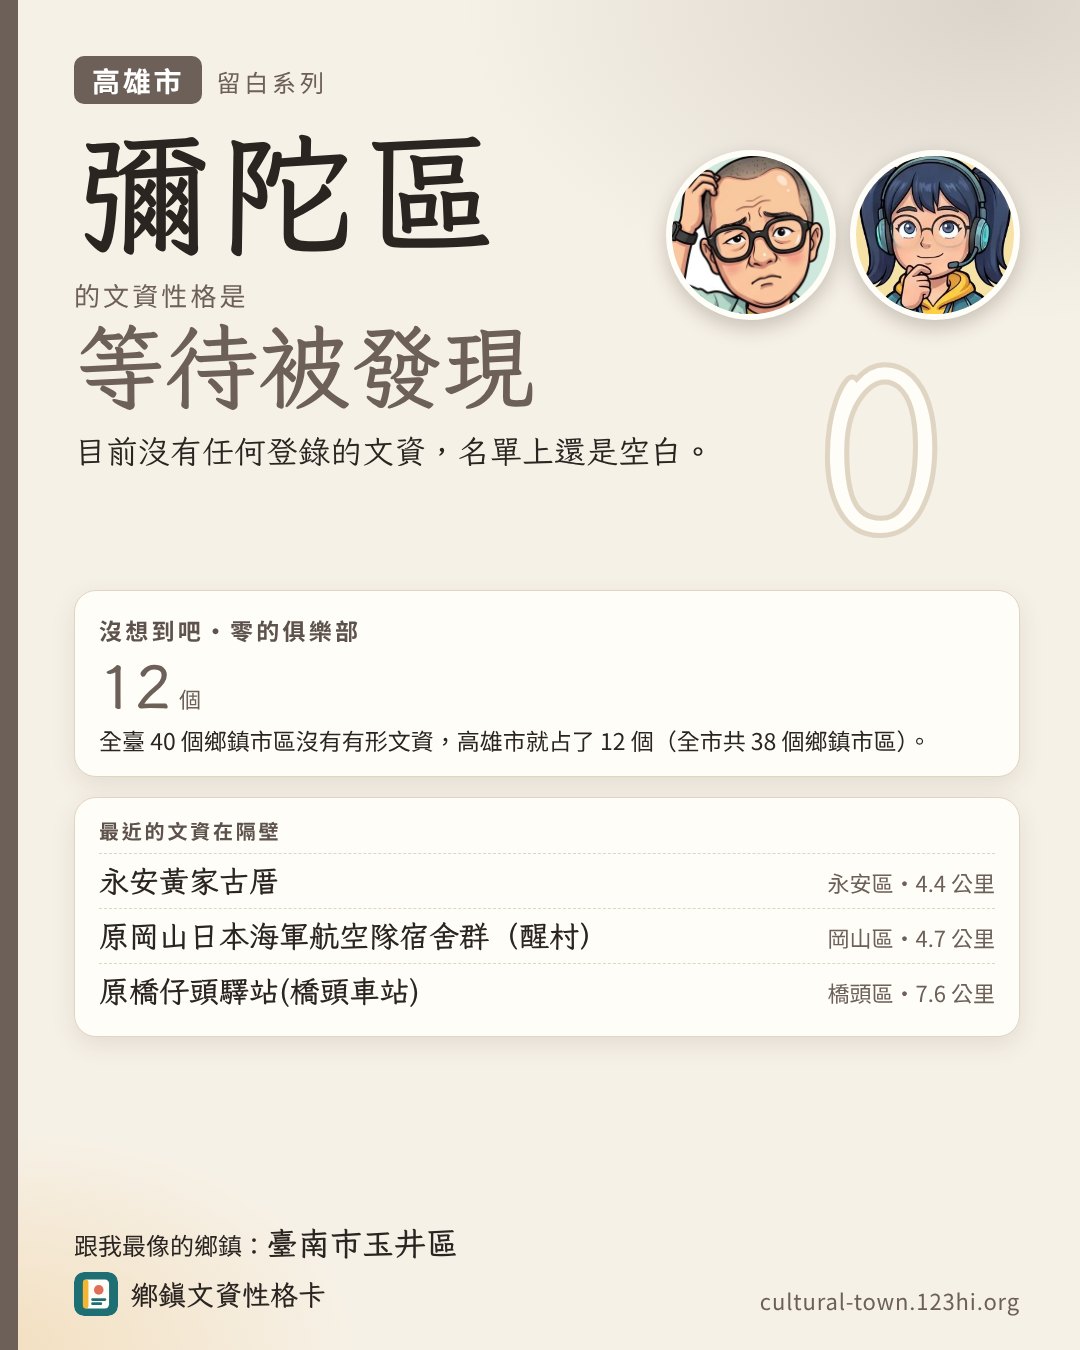 高雄市 留白系列
彌陀區
的文資性格是
等待被發現
目前沒有任何登錄的文資，名單上還是空白。
0
沒想到吧・零的俱樂部
12 個
全臺 40 個鄉鎮市區沒有有形文資，高雄市就占了 12 個（全市共 38 個鄉鎮市區）。
最近的文資在隔壁
永安黃家古厝 永安區・4.4 公里
原岡山日本海軍航空隊宿舍群（醒村） 岡山區・4.7 公里
原橋仔頭驛站(橋頭車站) 橋頭區・7.6 公里
跟我最像的鄉鎮：臺南市玉井區
鄉鎮文資性格卡
cultural-town.123hi.org